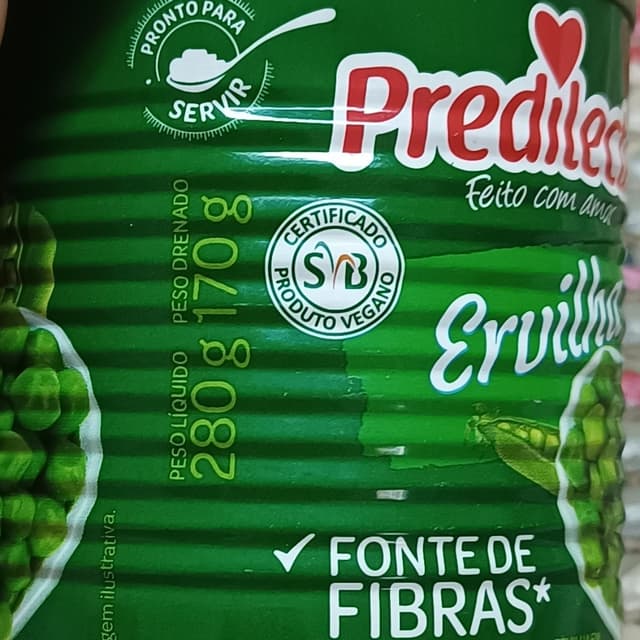 PRONTO PARA
SERVIR
Predilec
Feito com amor
CERTIFICADO
SVB
PRODUTO VEGANO
PESO LÍQUIDO PESO DRENADO
280 g 170 g
Ervilha
FONTE DE
FIBRAS*
gem ilustrativa.